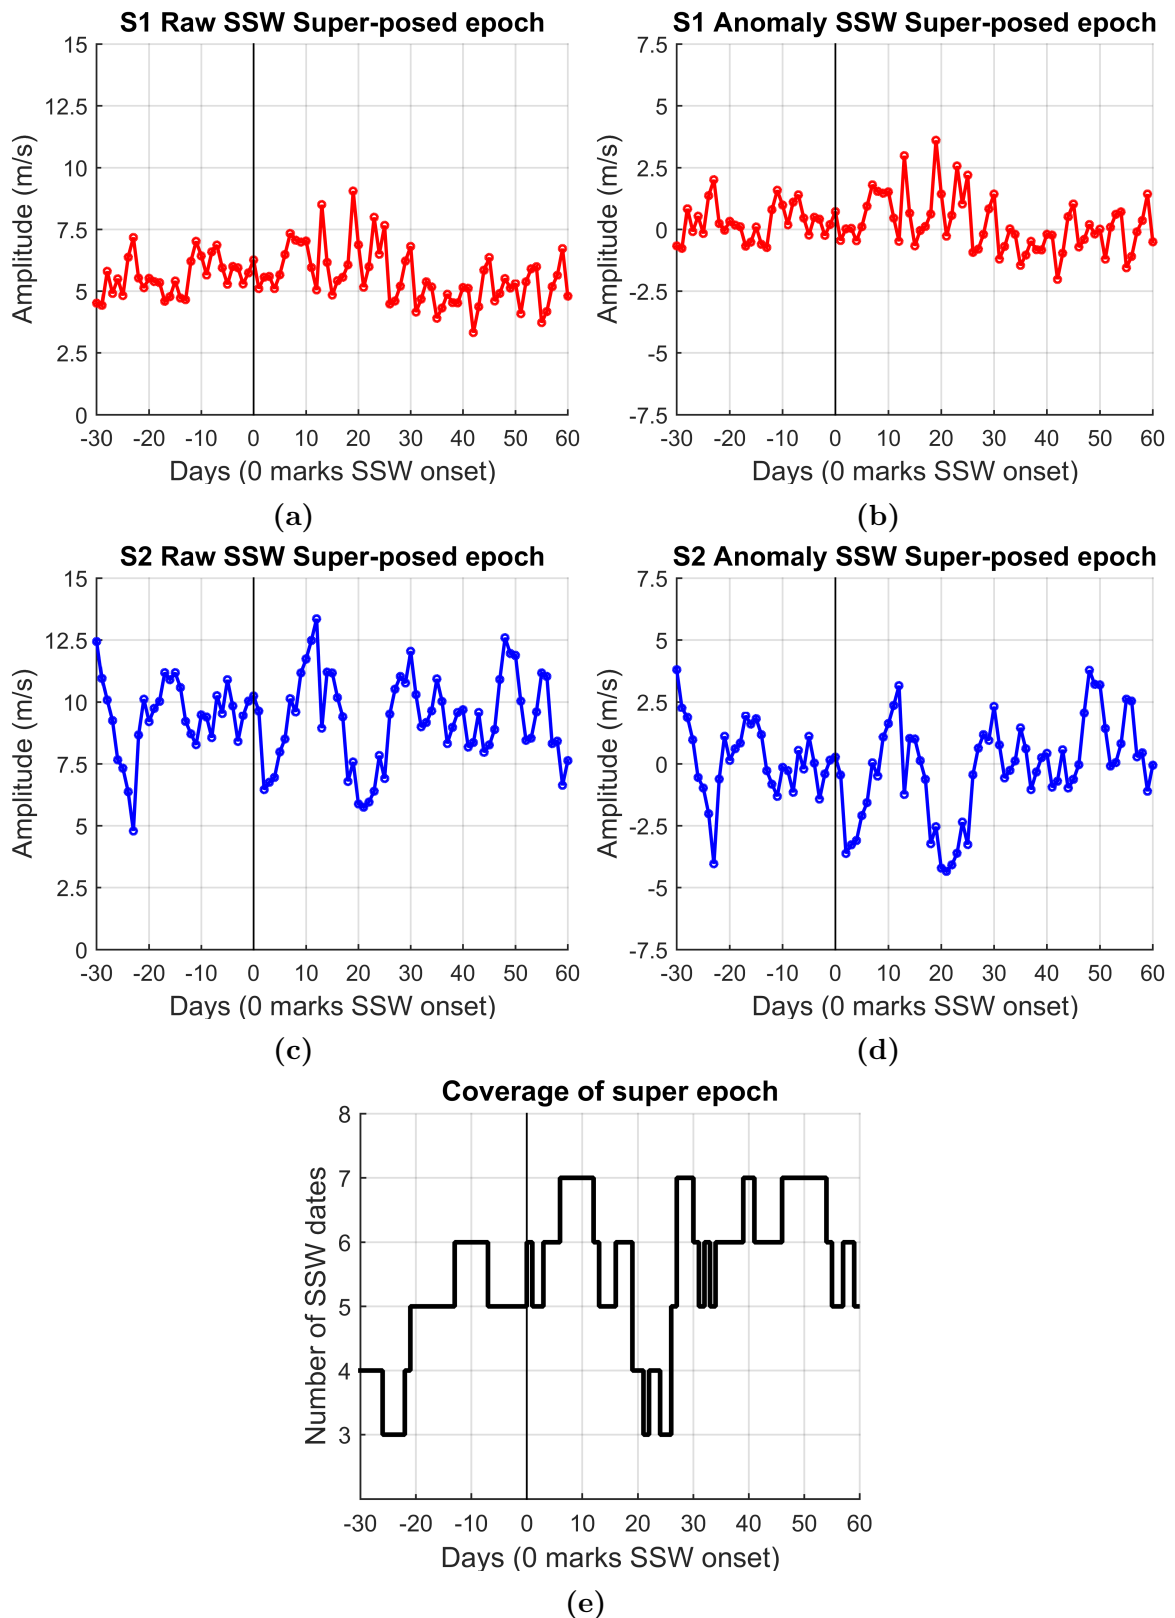 S1 Raw SSW Super-posed epoch
15
12.5
10
7.5
5
2.5
0
Amplitude (m/s)
-30 -20 -10 0 10 20 30 40 50 60
Days (0 marks SSW onset)
(a)
S1 Anomaly SSW Super-posed epoch
7.5
5
2.5
0
-2.5
-5
-7.5
Amplitude (m/s)
-30 -20 -10 0 10 20 30 40 50 60
Days (0 marks SSW onset)
(b)
S2 Raw SSW Super-posed epoch
15
12.5
10
7.5
5
2.5
0
Amplitude (m/s)
-30 -20 -10 0 10 20 30 40 50 60
Days (0 marks SSW onset)
(c)
S2 Anomaly SSW Super-posed epoch
7.5
5
2.5
0
-2.5
-5
-7.5
Amplitude (m/s)
-30 -20 -10 0 10 20 30 40 50 60
Days (0 marks SSW onset)
(d)
Coverage of super epoch
8
7
6
5
4
3
Number of SSW dates
-30 -20 -10 0 10 20 30 40 50 60
Days (0 marks SSW onset)
(e)